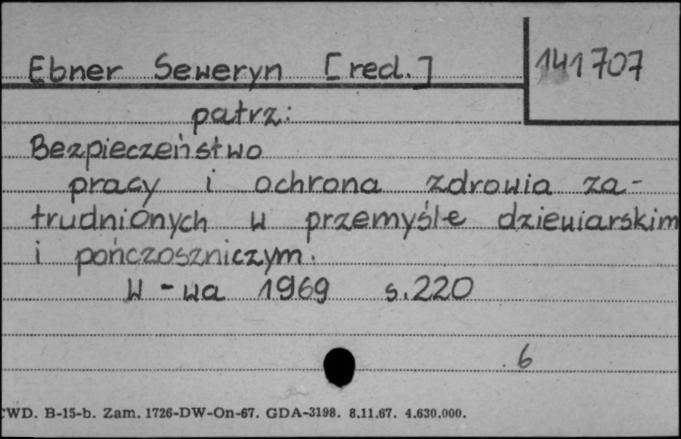 Ebner Seweryn [red.] 141707
patrz:
Bezpieczeństwo
pracy i ochrona zdrowia za-
trudnionych w przemyśle dziewiarskim
i pończoszniczym.
W-wa 1969 s.220
6
CWD. B-15-b. Zam. 1726-DW-On-67. GDA-3198. 8.11.67. 4.630.000.